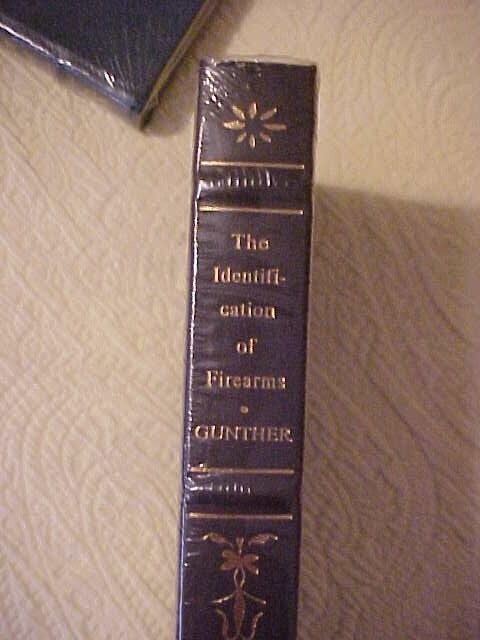 The
Identifi-
cation
of
Firearms
•
GUNTHER